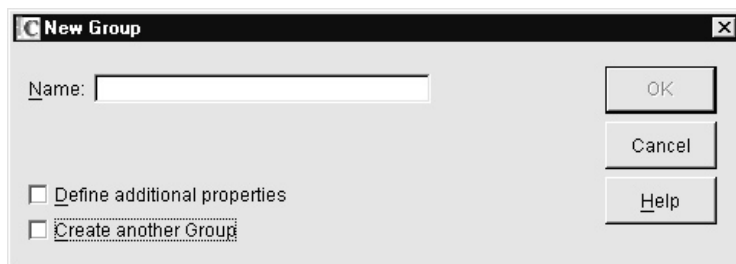 New Group
Name:
OK
Cancel
Define additional properties
Help
Create another Group